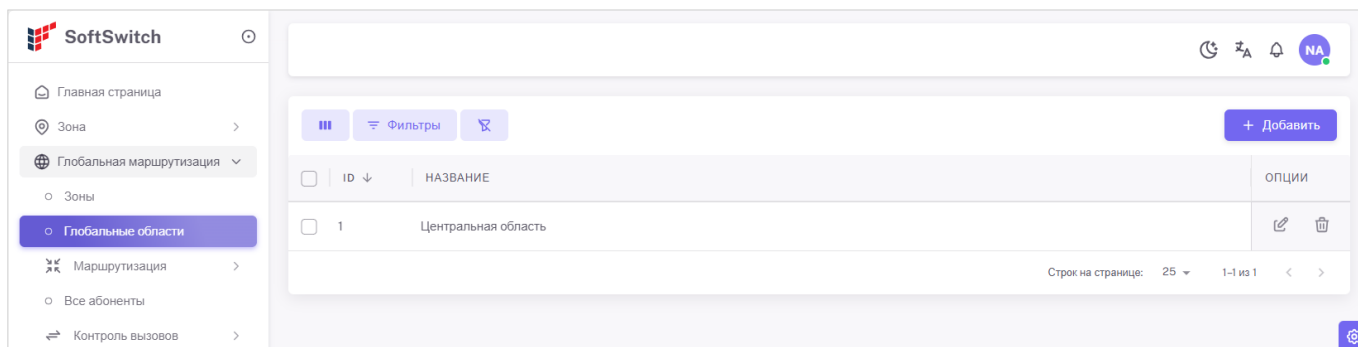 SoftSwitch
NA
Главная страница
Зона
Глобальная маршрутизация
Зоны
Глобальные области
Маршрутизация
Все абоненты
Контроль вызовов
Фильтры
+ Добавить
ID НАЗВАНИЕ ОПЦИИ
1 Центральная область
Строк на странице: 25 1-1 из 1